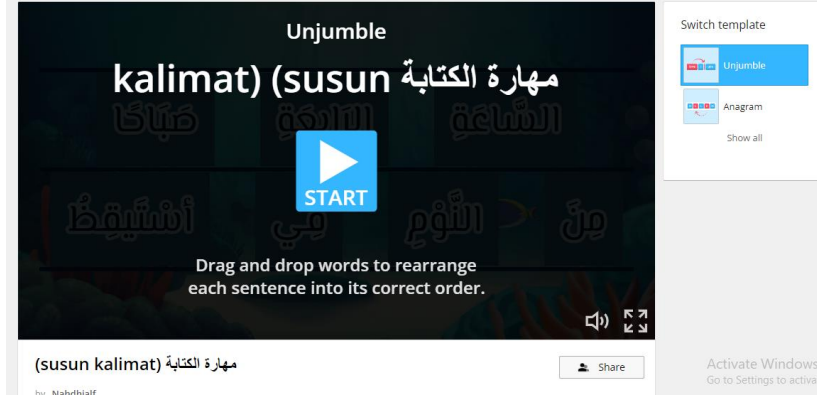 Unjumble
مهارة الكتابة (susun kalimat)
السَّاعَةِ الرَّابِعَةِ صَبَاحًا
START
مِنَ النَّوْمِ فِي أَسْتَيْقِظُ
Drag and drop words to rearrange
each sentence into its correct order.
مهارة الكتابة (susun kalimat)
Share
by Nahdhialf
Switch template
Unjumble
Anagram
Show all
Activate Windows
Go to Settings to activa